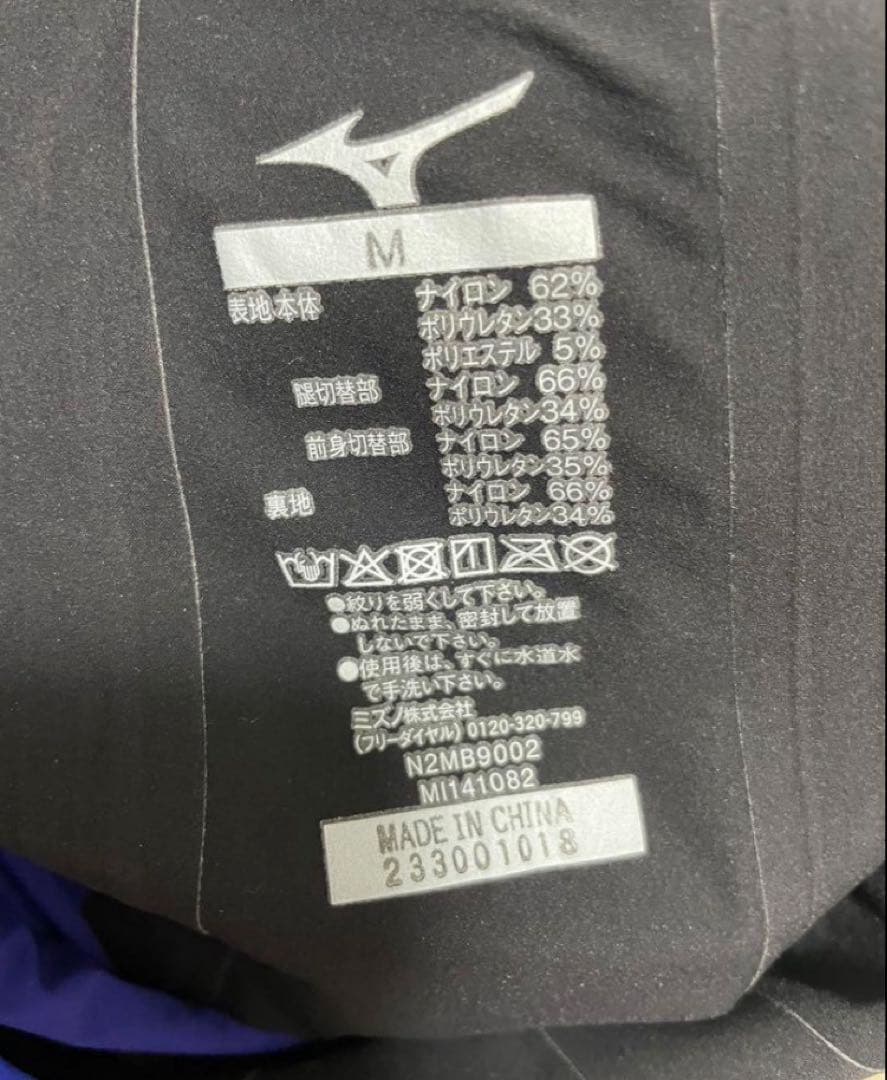 M
表地 本体 ナイロン 62%
ポリウレタン33%
ポリエステル 5%
腿切替部 ナイロン 66%
ポリウレタン34%
前身切替部 ナイロン 65%
ポリウレタン35%
裏地 ナイロン 66%
ポリウレタン34%
●絞りを弱くして下さい。
●ぬれたまま、密封して放置
しないで下さい。
●使用後は、すぐに水道水
で手洗い下さい。
ミズノ株式会社
(フリーダイヤル) 0120-320-799
N2MB9002
MI141082
MADE IN CHINA
233001018